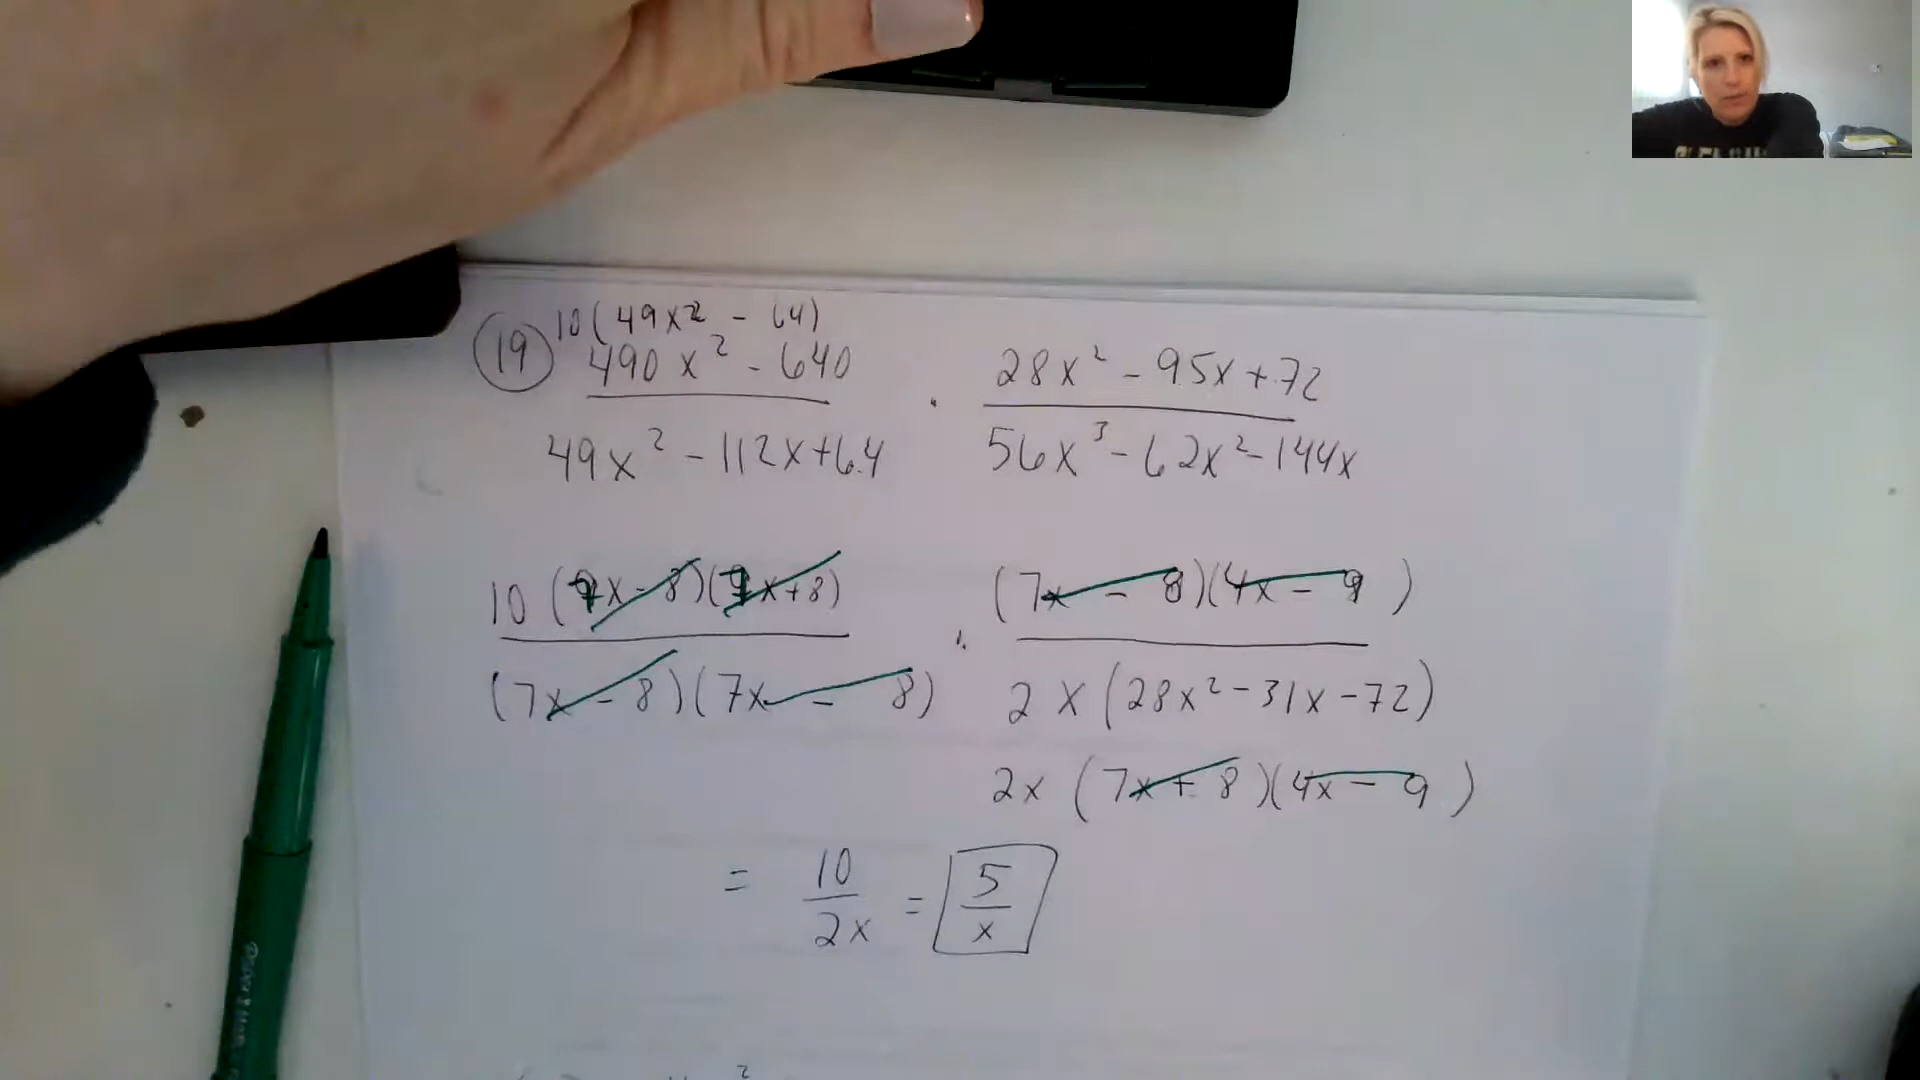 19
10(49x² - 64)
490x² - 640 · 28x² - 95x + 72
49x² - 112x + 64 56x³ - 62x² - 144x
10(7x - 8)(7x + 8) · (7x - 8)(4x - 9)
(7x - 8)(7x - 8) 2x(28x² - 31x - 72)
2x(7x + 8)(4x - 9)
= 10/2x = 5/x